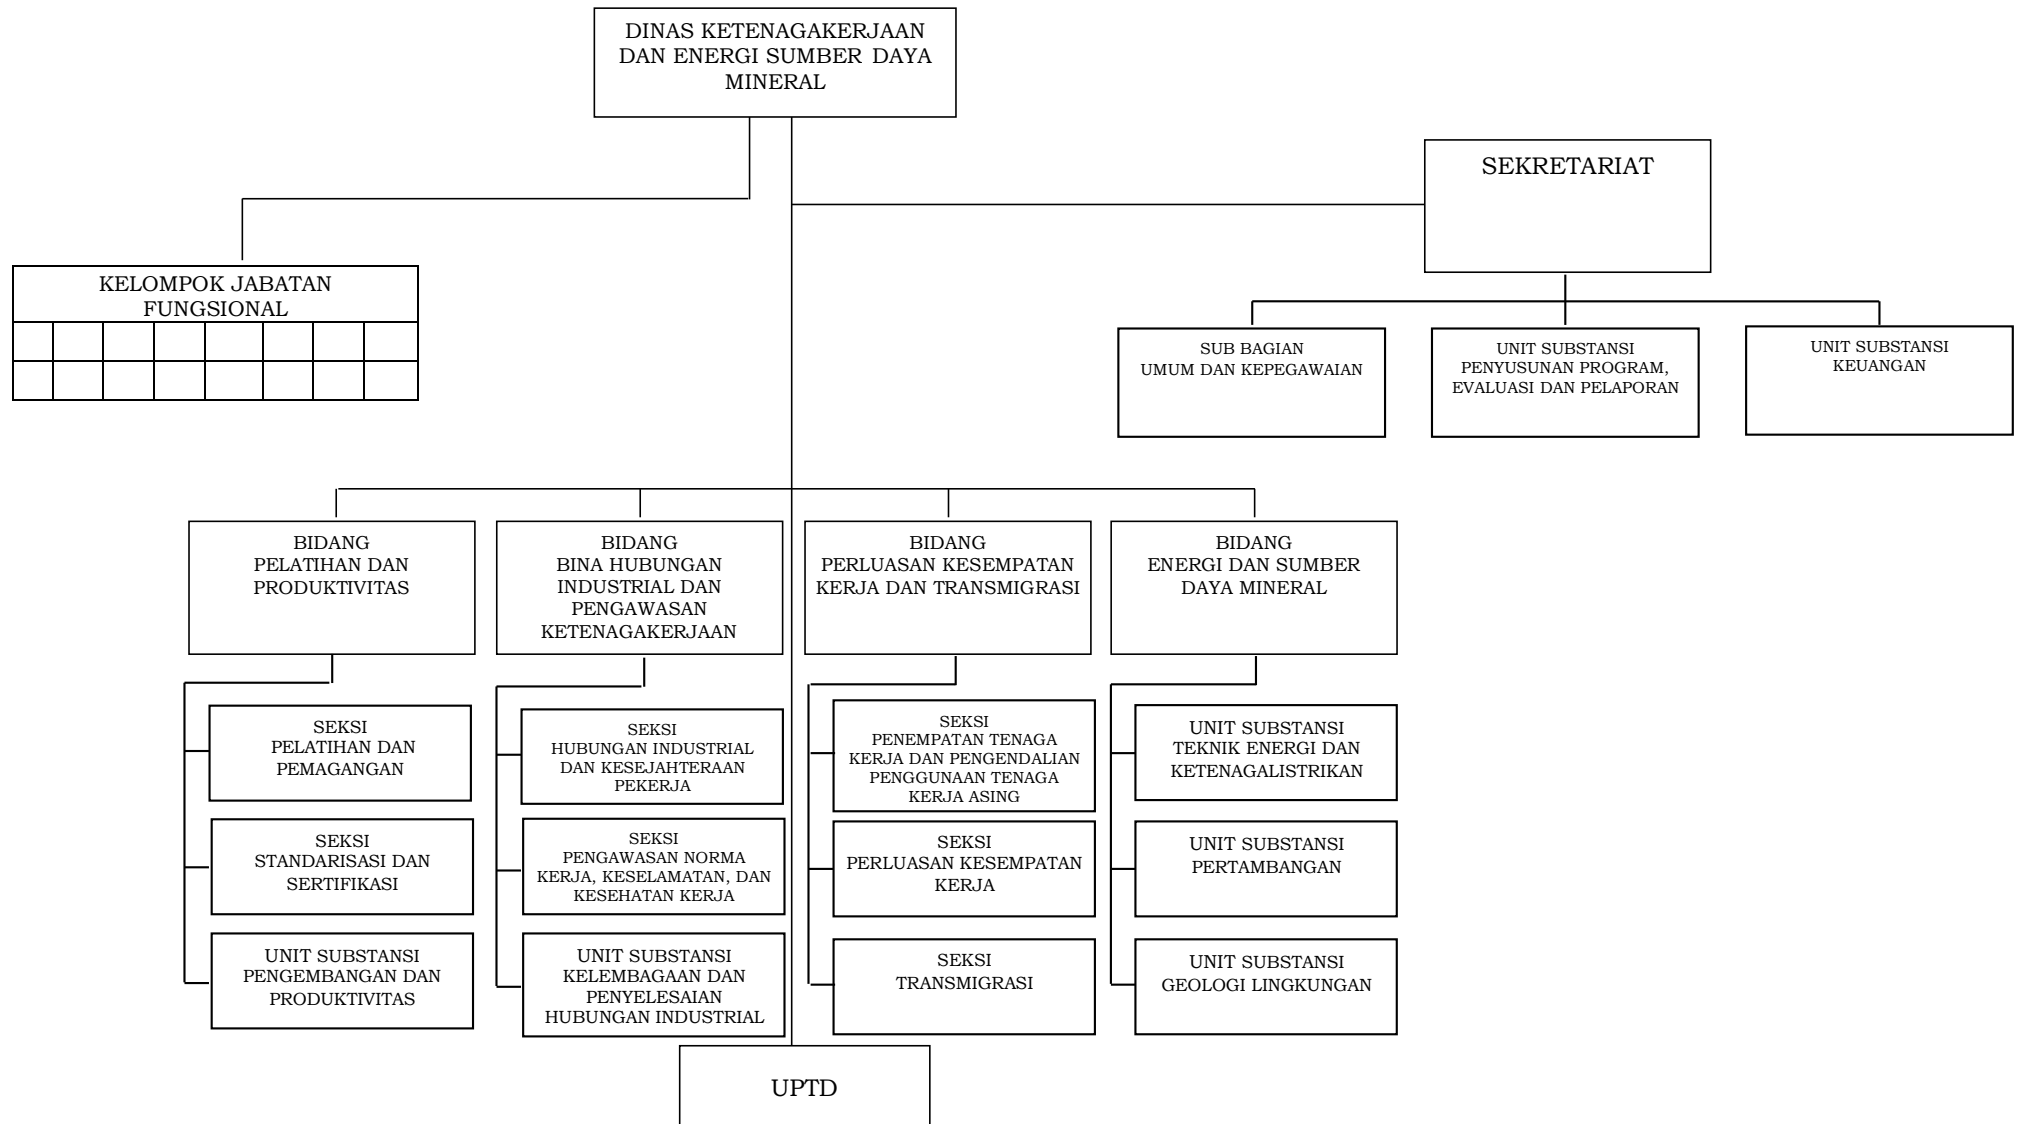 DINAS KETENAGAKERJAAN
DAN ENERGI SUMBER DAYA
MINERAL
SEKRETARIAT
KELOMPOK JABATAN
FUNGSIONAL
SUB BAGIAN
UMUM DAN KEPEGAWAIAN
UNIT SUBSTANSI
PENYUSUNAN PROGRAM,
EVALUASI DAN PELAPORAN
UNIT SUBSTANSI
KEUANGAN
BIDANG
PELATIHAN DAN
PRODUKTIVITAS
BIDANG
BINA HUBUNGAN
INDUSTRIAL DAN
PENGAWASAN
KETENAGAKERJAAN
BIDANG
PERLUASAN KESEMPATAN
KERJA DAN TRANSMIGRASI
BIDANG
ENERGI DAN SUMBER
DAYA MINERAL
SEKSI
PELATIHAN DAN
PEMAGANGAN
SEKSI
HUBUNGAN INDUSTRIAL
DAN KESEJAHTERAAN
PEKERJA
SEKSI
PENEMPATAN TENAGA
KERJA DAN PENGENDALIAN
PENGGUNAAN TENAGA
KERJA ASING
UNIT SUBSTANSI
TEKNIK ENERGI DAN
KETENAGALISTRIKAN
SEKSI
STANDARISASI DAN
SERTIFIKASI
SEKSI
PENGAWASAN NORMA
KERJA, KESELAMATAN, DAN
KESEHATAN KERJA
SEKSI
PERLUASAN KESEMPATAN
KERJA
UNIT SUBSTANSI
PERTAMBANGAN
UNIT SUBSTANSI
PENGEMBANGAN DAN
PRODUKTIVITAS
UNIT SUBSTANSI
KELEMBAGAAN DAN
PENYELESAIAN
HUBUNGAN INDUSTRIAL
SEKSI
TRANSMIGRASI
UNIT SUBSTANSI
GEOLOGI LINGKUNGAN
UPTD